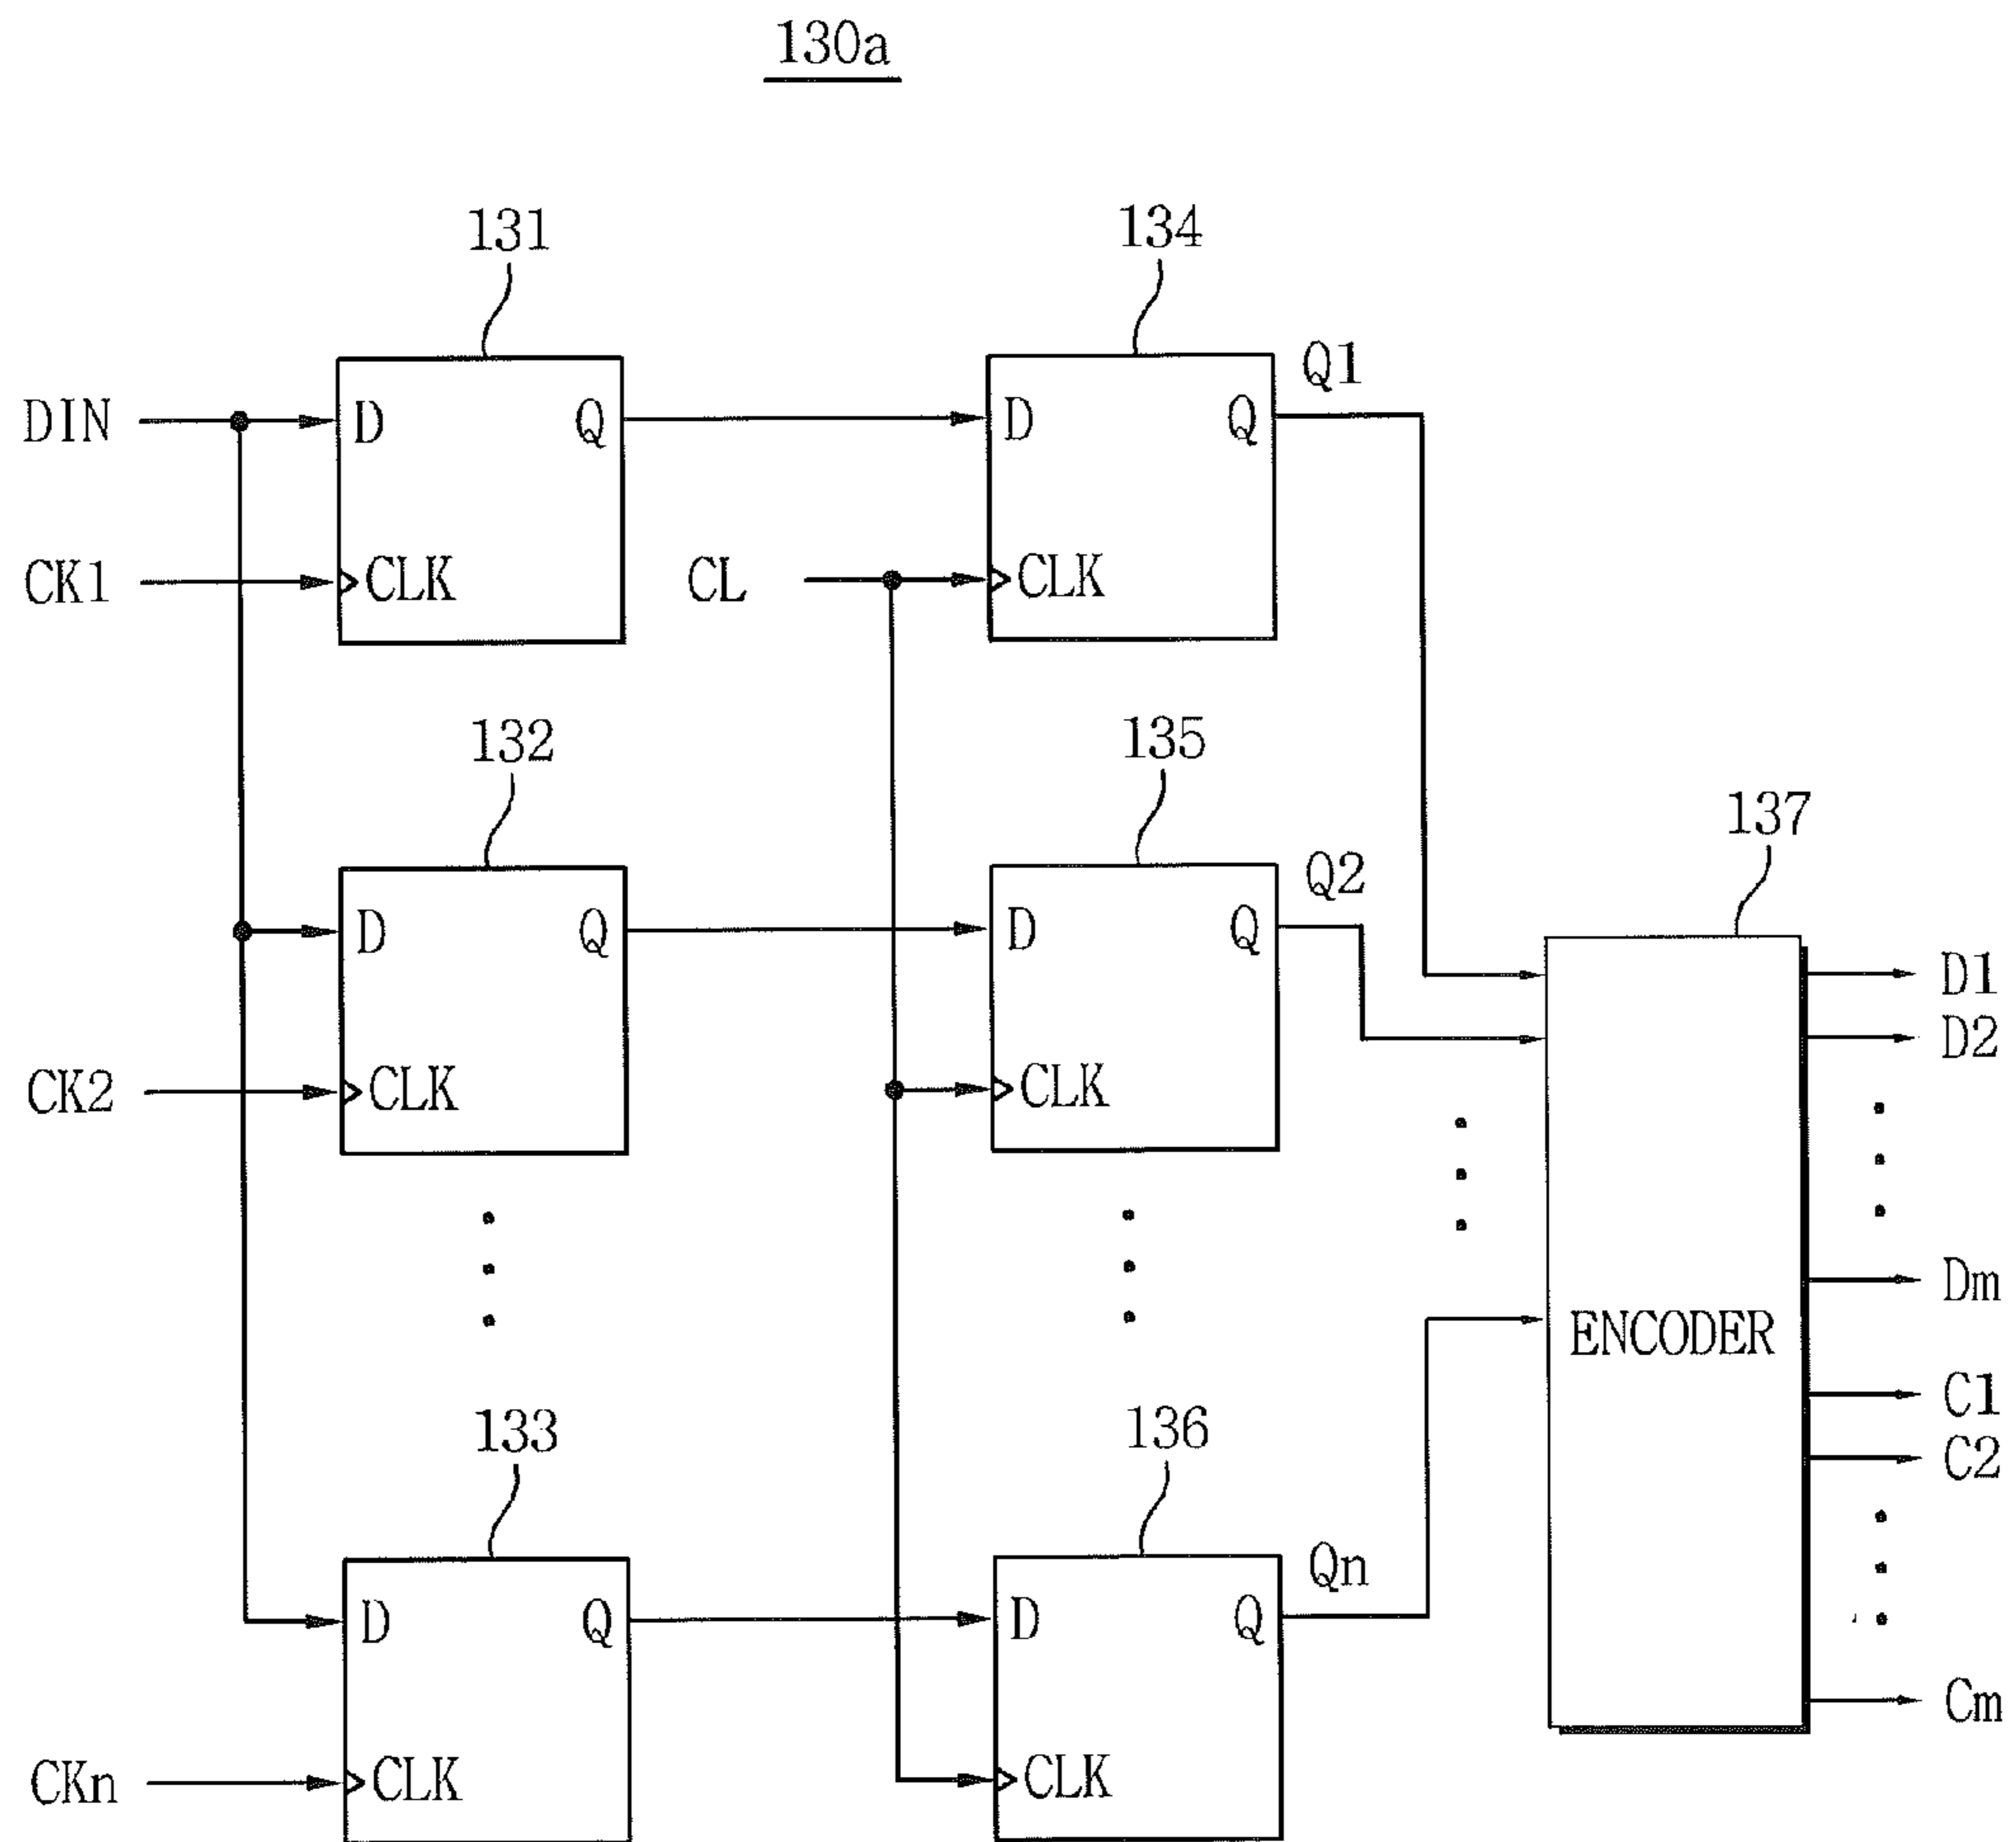 130a
131
134
DIN
D
Q
D
Q
Q1
CK1
CLK
CL
CLK
132
135
137
D
Q
D
Q
Q2
CK2
CLK
CLK
D1
D2
Dm
ENCODER
C1
C2
Cm
133
136
D
Q
D
Q
Qn
CKn
CLK
CLK